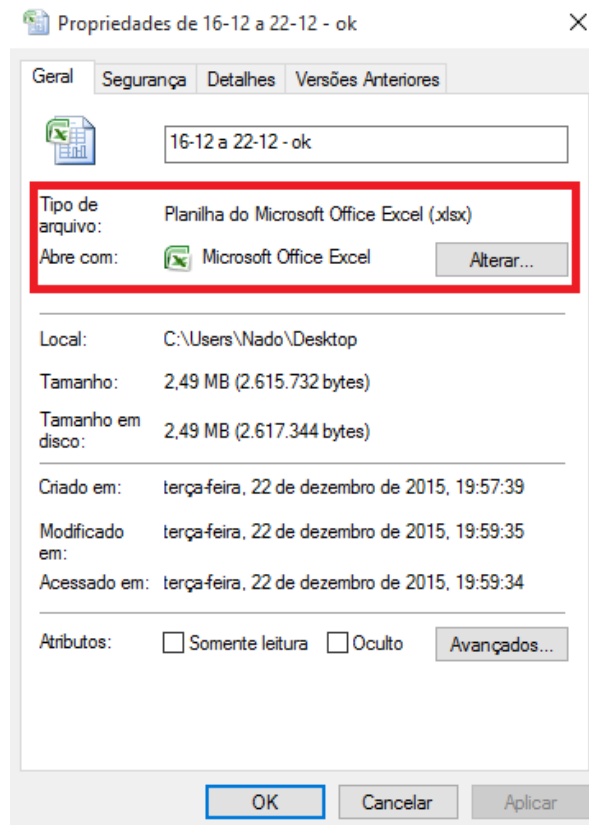 Propriedades de 16-12 a 22-12 - ok
Geral Segurança Detalhes Versões Anteriores
16-12 a 22-12 - ok
Tipo de arquivo: Planilha do Microsoft Office Excel (.xlsx)
Abre com: Microsoft Office Excel Alterar...
Local: C:\Users\Nado\Desktop
Tamanho: 2,49 MB (2.615.732 bytes)
Tamanho em disco: 2,49 MB (2.617.344 bytes)
Criado em: terça-feira, 22 de dezembro de 2015, 19:57:39
Modificado em: terça-feira, 22 de dezembro de 2015, 19:59:35
Acessado em: terça-feira, 22 de dezembro de 2015, 19:59:34
Atributos: Somente leitura Oculto Avançados...
OK Cancelar Aplicar